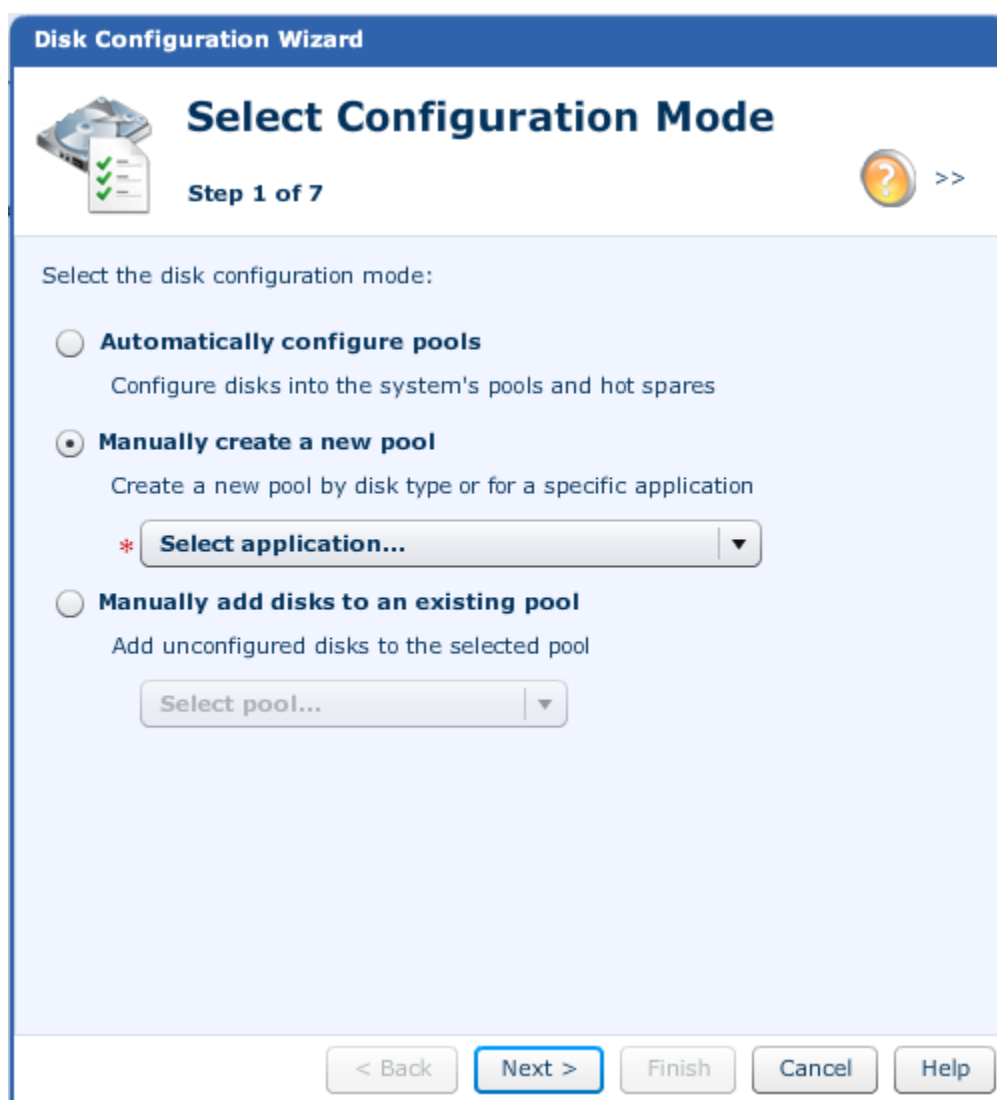 Disk Configuration Wizard
Select Configuration Mode
Step 1 of 7
? >>
Select the disk configuration mode:
Automatically configure pools
Configure disks into the system's pools and hot spares
Manually create a new pool
Create a new pool by disk type or for a specific application
* Select application...
Manually add disks to an existing pool
Add unconfigured disks to the selected pool
Select pool...
< Back Next > Finish Cancel Help